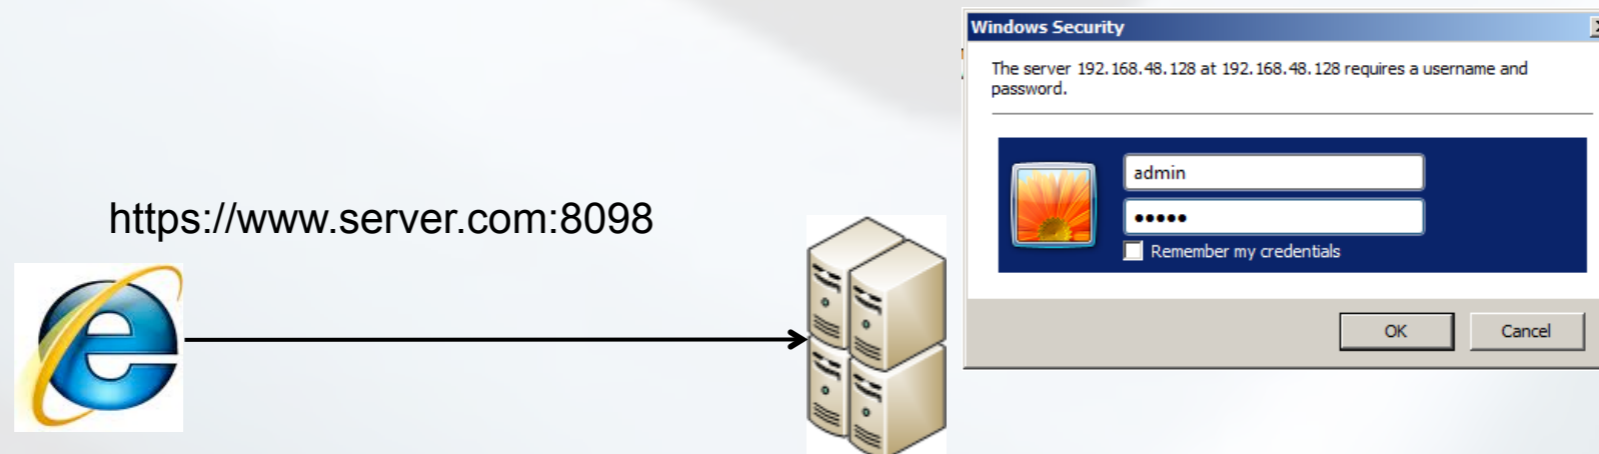 Windows Security
The server 192.168.48.128 at 192.168.48.128 requires a username and
password.
admin
●●●●●
Remember my credentials
OK Cancel
https://www.server.com:8098